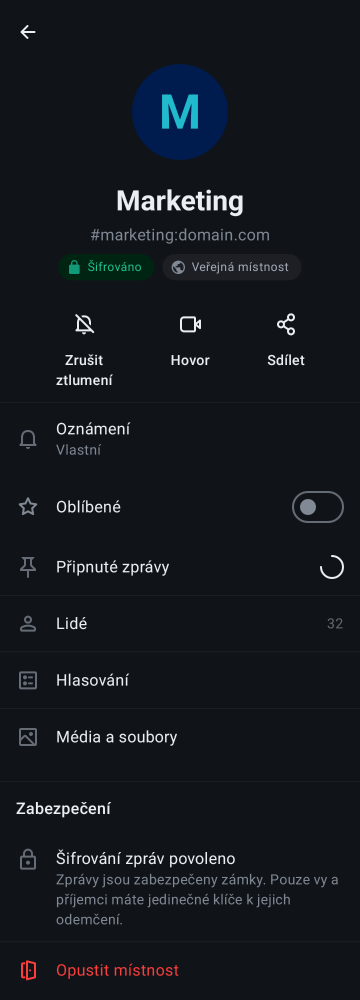 M
Marketing
#marketing:domain.com
Šifrováno
Veřejná místnost
Zrušit
ztlumení
Hovor
Sdílet
Oznámení
Vlastní
Oblíbené
Připnuté zprávy
Lidé
32
Hlasování
Média a soubory
Zabezpečení
Šifrování zpráv povoleno
Zprávy jsou zabezpečeny zámky. Pouze vy a
příjemci máte jedinečné klíče k jejich
odemčení.
Opustit místnost